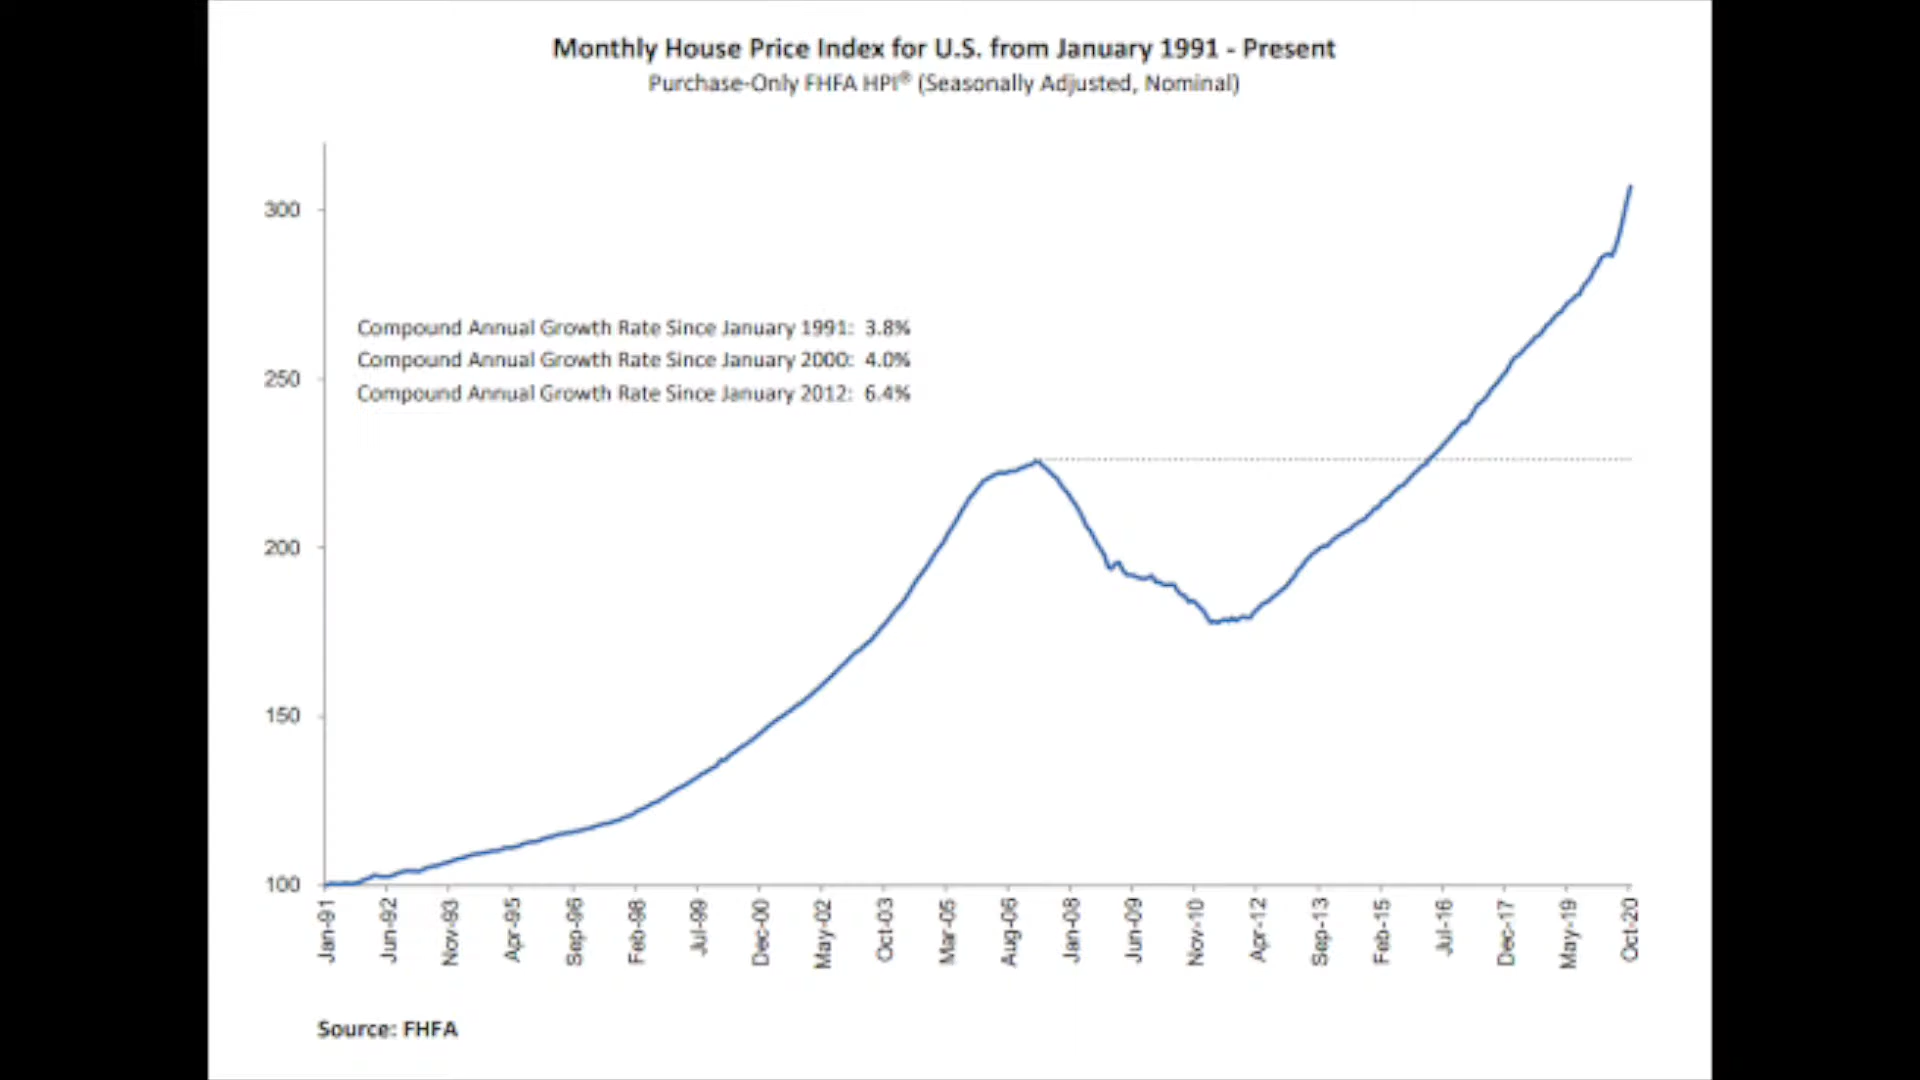 Monthly House Price Index for U.S. from January 1991 - Present
Purchase-Only FHFA HPI® (Seasonally Adjusted, Nominal)
300
Compound Annual Growth Rate Since January 1991: 3.8%
Compound Annual Growth Rate Since January 2000: 4.0%
250
Compound Annual Growth Rate Since January 2012: 6.4%
200
150
100
Jan-91
Jun-92
Nov-93
Apr-95
Sep-96
Feb-98
Jul-99
Dec-00
May-02
Oct-03
Mar-05
Aug-06
Jan-08
Jun-09
Nov-10
Apr-12
Sep-13
Feb-15
Jul-16
Dec-17
May-19
Oct-20
Source: FHFA